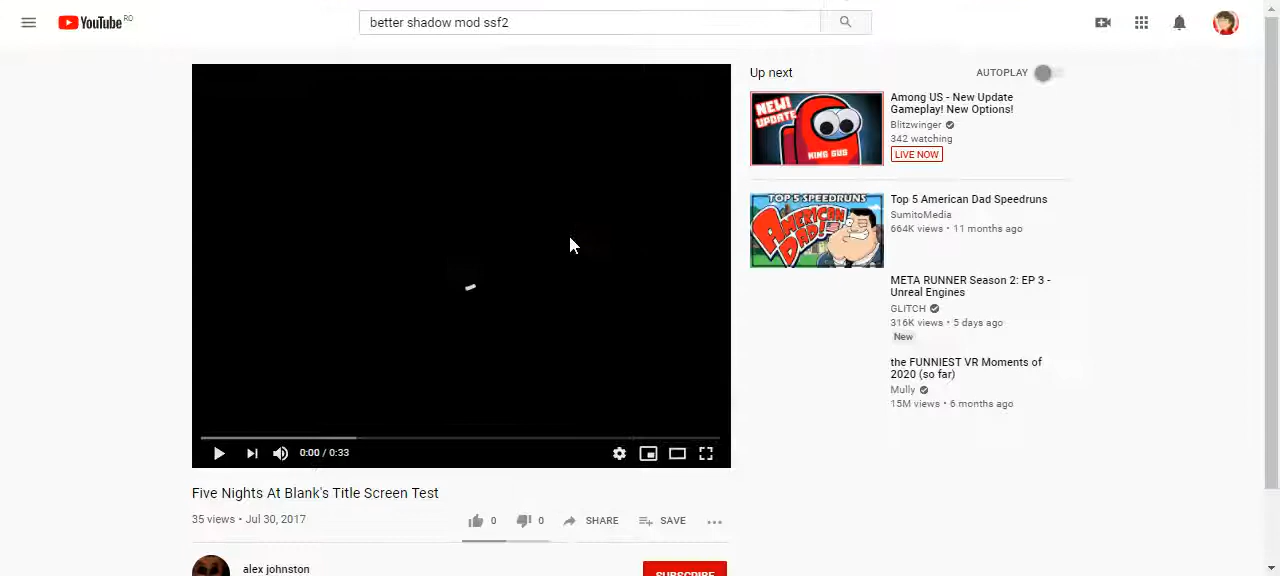 YouTube RO
better shadow mod ssf2
Up next
AUTOPLAY
NEW!
UPDATE
KING SUS
Among US - New Update
Gameplay! New Options!
Blitzwinger
342 watching
LIVE NOW
TOP 5 SPEEDRUNS
AMERICAN
DAD!
Top 5 American Dad Speedruns
SumitoMedia
664K views • 11 months ago
META RUNNER Season 2: EP 3 -
Unreal Engines
GLITCH
316K views • 5 days ago
New
the FUNNIEST VR Moments of
2020 (so far)
Mully
15M views • 6 months ago
0:00 / 0:33
Five Nights At Blank's Title Screen Test
35 views • Jul 30, 2017
0
0
SHARE
SAVE
alex johnston
SUBSCRIBE